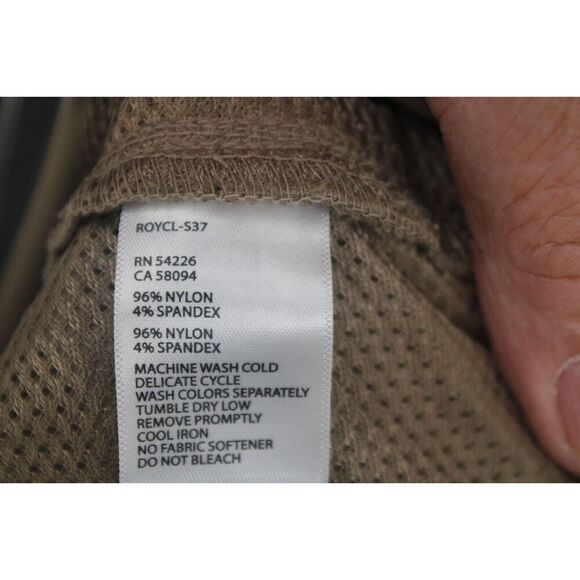 ROYCL-S37
RN 54226
CA 58094
96% NYLON
4% SPANDEX
96% NYLON
4% SPANDEX
MACHINE WASH COLD
DELICATE CYCLE
WASH COLORS SEPARATELY
TUMBLE DRY LOW
REMOVE PROMPTLY
COOL IRON
NO FABRIC SOFTENER
DO NOT BLEACH